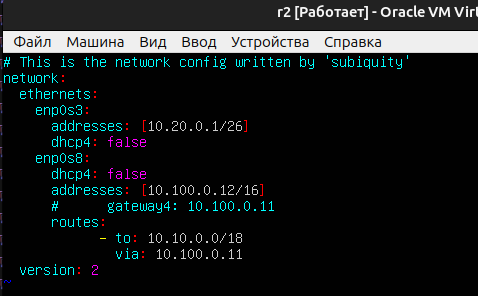 r2 [Работает] - Oracle VM Virt
Файл Машина Вид Ввод Устройства Справка
# This is the network config written by 'subiquity'
network:
  ethernets:
    enp0s3:
      addresses: [10.20.0.1/26]
      dhcp4: false
    enp0s8:
      dhcp4: false
      addresses: [10.100.0.12/16]
      #      gateway4: 10.100.0.11
      routes:
            - to: 10.10.0.0/18
              via: 10.100.0.11
  version: 2
~